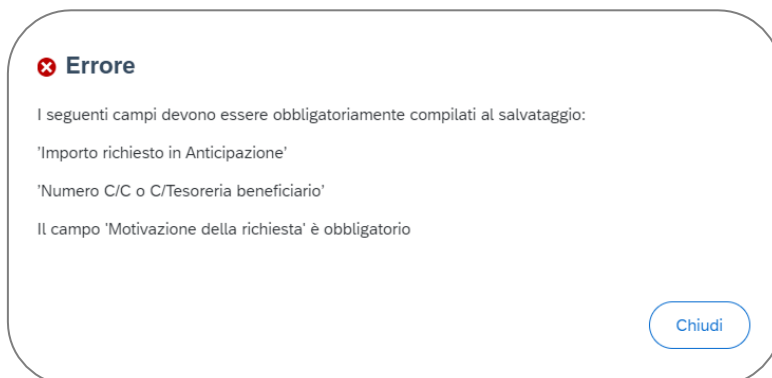 Errore
I seguenti campi devono essere obbligatoriamente compilati al salvataggio:
'Importo richiesto in Anticipazione'
'Numero C/C o C/Tesoreria beneficiario'
Il campo 'Motivazione della richiesta' è obbligatorio
Chiudi